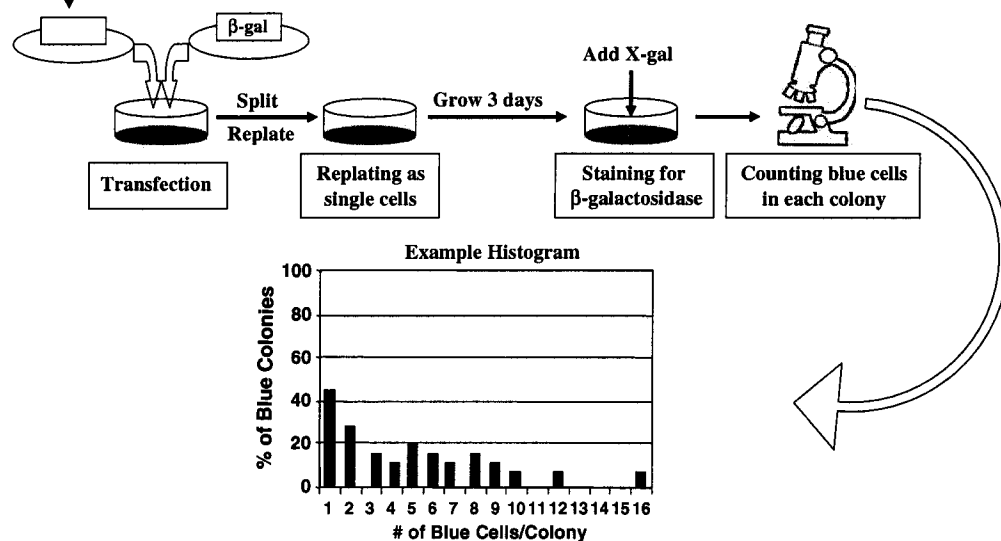 β-gal
Add X-gal
Split
Replate
Grow 3 days
Transfection
Replating as
single cells
Staining for
β-galactosidase
Counting blue cells
in each colony
Example Histogram
% of Blue Colonies
100
80
60
40
20
0
1 2 3 4 5 6 7 8 9 10 11 12 13 14 15 16
# of Blue Cells/Colony